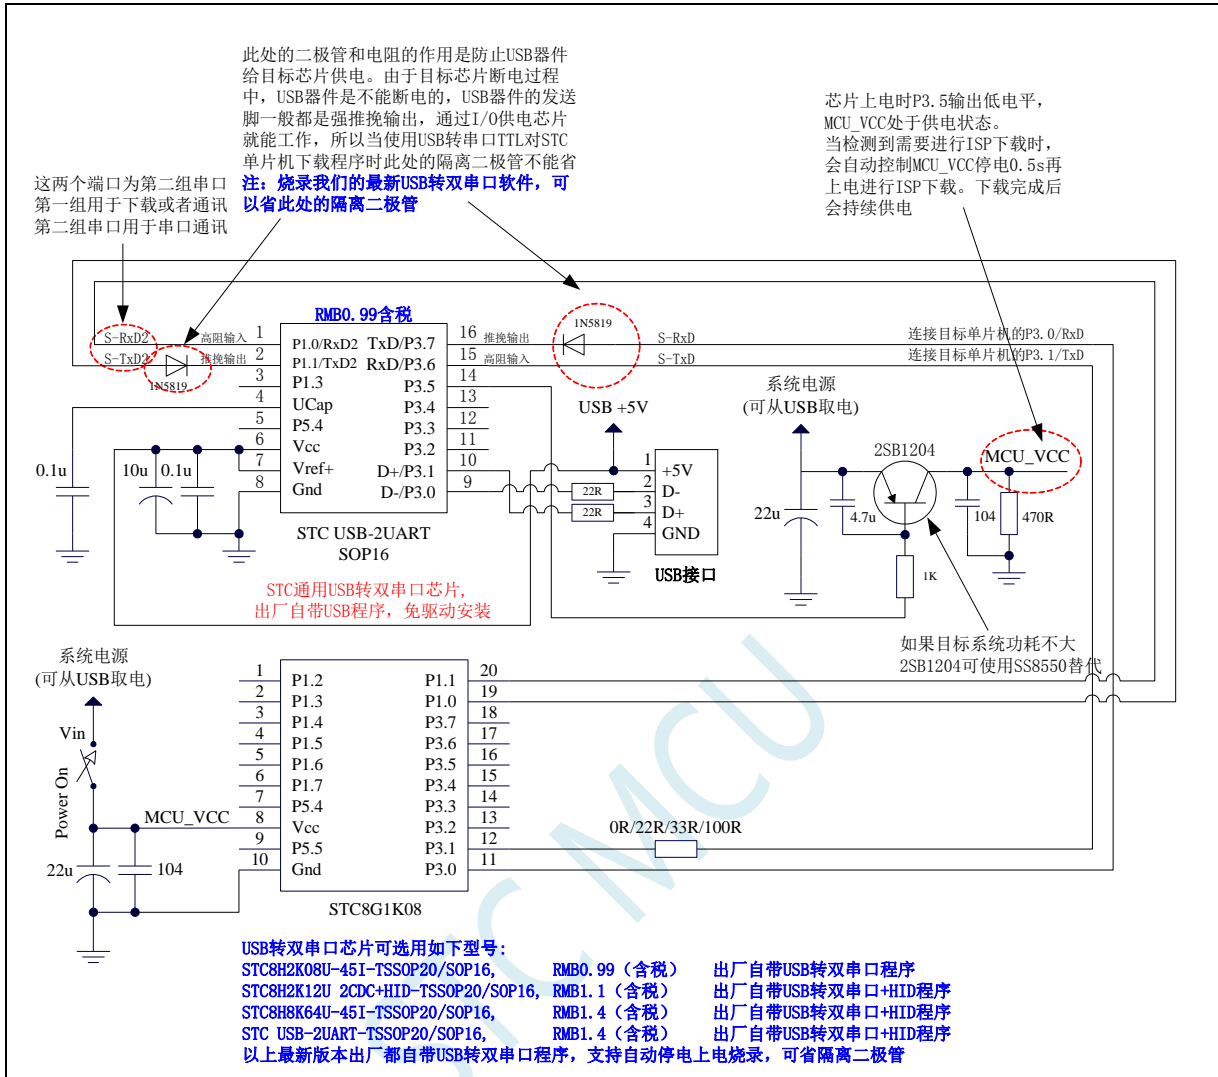 此处的二极管和电阻的作用是防止USB器件
给目标芯片供电。由于目标芯片断电过程
中，USB器件是不能断电的，USB器件的发送
脚一般都是强推挽输出，通过I/O供电芯片
就能工作，所以当使用USB转串口TTL对STC
单片机下载程序时此处的隔离二极管不能省
注：烧录我们的最新USB转双串口软件，可
以省此处的隔离二极管
芯片上电时P3.5输出低电平，
MCU_VCC处于供电状态。
当检测到需要进行ISP下载时，
会自动控制MCU_VCC停电0.5s再
上电进行ISP下载。下载完成后
会持续供电
这两个端口为第二组串口
第一组用于下载或者通讯
第二组串口用于串口通讯
RMB0.99含税
S-RxD2 高阻输入 1 P1.0/RxD2 TxD/P3.7 16 推挽输出 1N5819 S-RxD 连接目标单片机的P3.0/RxD
S-TxD2 推挽输出 2 P1.1/TxD2 RxD/P3.6 15 高阻输入 S-TxD 连接目标单片机的P3.1/TxD
1N5819 3 P1.3 P3.5 14
4 UCap P3.4 13
5 P5.4 P3.3 12
6 Vcc P3.2 11
7 Vref+ D+/P3.1 10
8 Gnd D-/P3.0 9
0.1u 10u 0.1u
STC USB-2UART
SOP16
STC通用USB转双串口芯片,
出厂自带USB程序，免驱动安装
USB +5V
1 +5V
22R 2 D-
22R 3 D+
4 GND
USB接口
系统电源
(可从USB取电)
2SB1204
MCU_VCC
22u 4.7u 104 470R
1K
如果目标系统功耗不大
2SB1204可使用SS8550替代
系统电源
(可从USB取电)
Vin
Power On
MCU_VCC
22u 104
1 P1.2 P1.1 20
2 P1.3 P1.0 19
3 P1.4 P3.7 18
4 P1.5 P3.6 17
5 P1.6 P3.5 16
6 P1.7 P3.4 15
7 P5.4 P3.3 14
8 Vcc P3.2 13
9 P5.5 P3.1 12
10 Gnd P3.0 11
0R/22R/33R/100R
STC8G1K08
STC MCU
USB转双串口芯片可选用如下型号:
STC8H2K08U-45I-TSSOP20/SOP16, RMB0.99（含税） 出厂自带USB转双串口程序
STC8H2K12U 2CDC+HID-TSSOP20/SOP16, RMB1.1（含税） 出厂自带USB转双串口+HID程序
STC8H8K64U-45I-TSSOP20/SOP16, RMB1.4（含税） 出厂自带USB转双串口+HID程序
STC USB-2UART-TSSOP20/SOP16, RMB1.4（含税） 出厂自带USB转双串口+HID程序
以上最新版本出厂都自带USB转双串口程序，支持自动停电上电烧录，可省隔离二极管